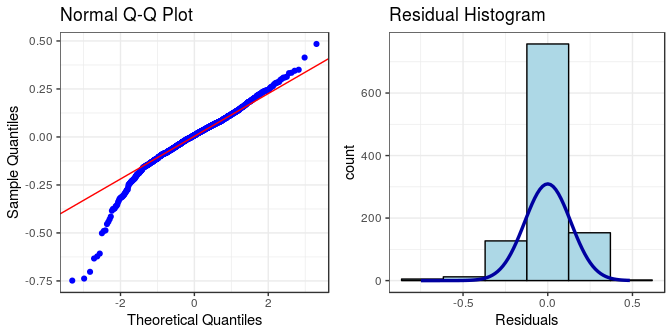 Normal Q-Q Plot
0.50
0.25
0.00
-0.25
-0.50
-0.75
-2
0
2
Sample Quantiles
Theoretical Quantiles
Residual Histogram
600
400
200
0
-0.5
0.0
0.5
count
Residuals